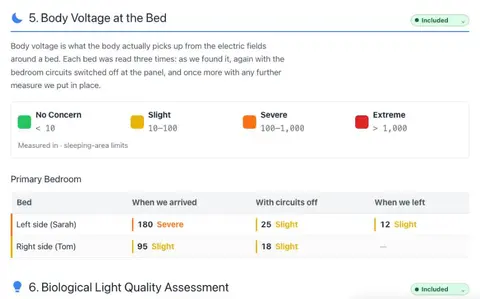 5. Body Voltage at the Bed
Included
Body voltage is what the body actually picks up from the electric fields
around a bed. Each bed was read three times: as we found it, again with the
bedroom circuits switched off at the panel, and once more with any further
measure we put in place.
No Concern
< 10
Slight
10–100
Severe
100–1,000
Extreme
> 1,000
Measured in · sleeping-area limits
Primary Bedroom
Bed When we arrived With circuits off When we left
Left side (Sarah) 180 Severe 25 Slight 12 Slight
Right side (Tom) 95 Slight 18 Slight —
6. Biological Light Quality Assessment
Included